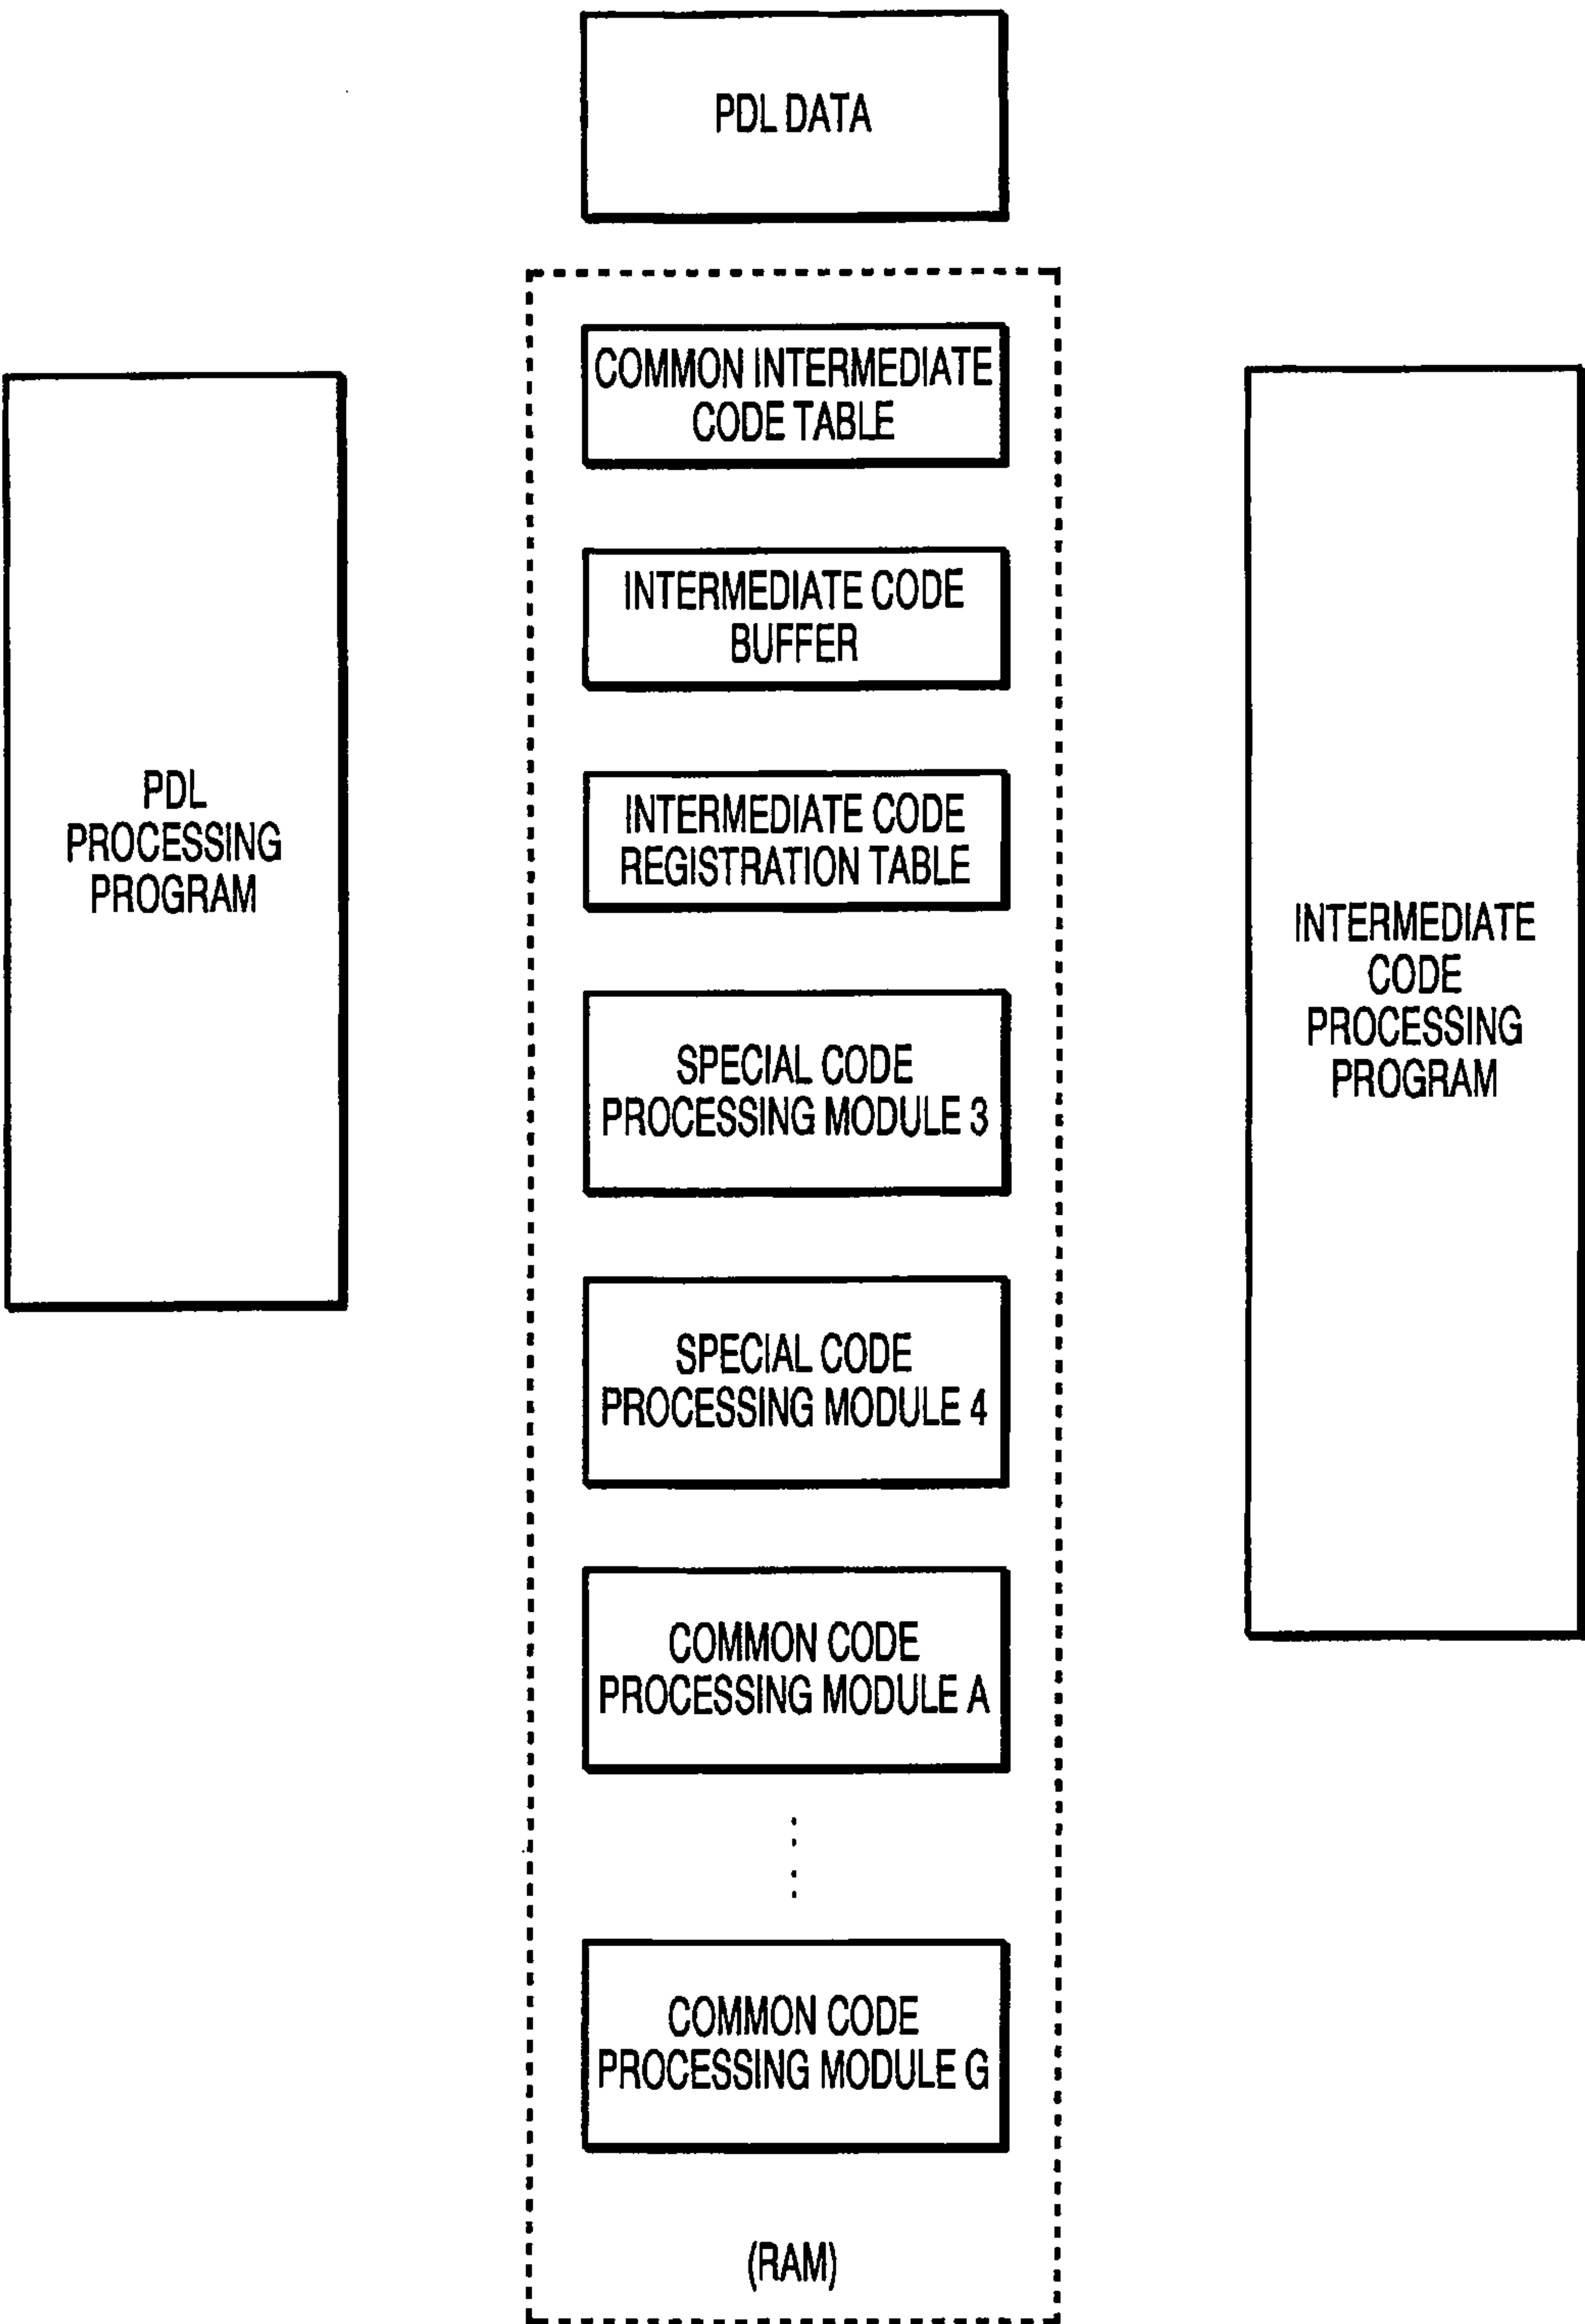 PDL DATA
COMMON INTERMEDIATE
CODE TABLE
INTERMEDIATE CODE
BUFFER
INTERMEDIATE CODE
REGISTRATION TABLE
PDL
PROCESSING
PROGRAM
INTERMEDIATE
CODE
PROCESSING
PROGRAM
SPECIAL CODE
PROCESSING MODULE 3
SPECIAL CODE
PROCESSING MODULE 4
COMMON CODE
PROCESSING MODULE A
COMMON CODE
PROCESSING MODULE G
(RAM)